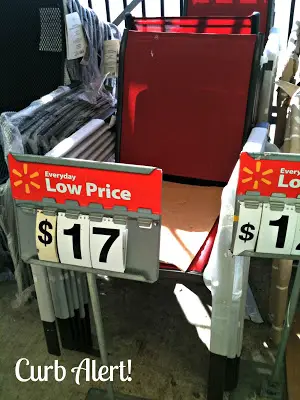 Everyday
Low Price
$ 17
Everyday
Lo
$ 1
Curb Alert!